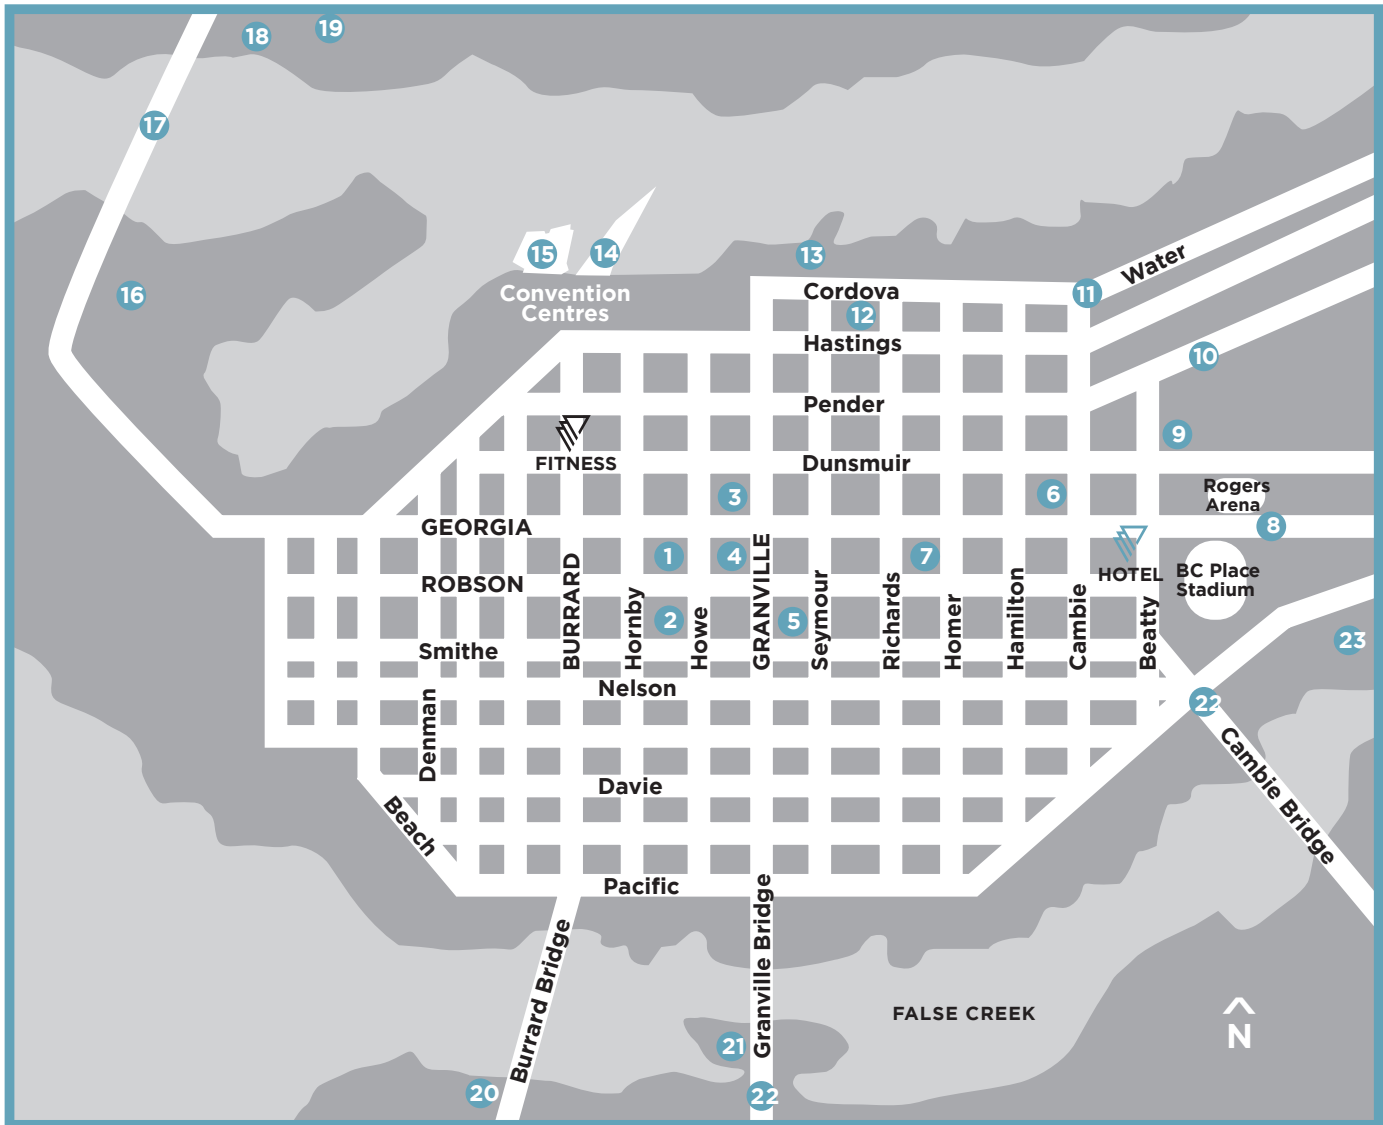 18
19
17
15
14
13
Convention
Centres
16
Water
Cordova
11
12
Hastings
10
Pender
9
FITNESS
Dunsmuir
3
6
Rogers
Arena
GEORGIA
8
1
4
7
ROBSON
HOTEL
BC Place
Stadium
2
5
23
BURRARD
Hornby
Howe
GRANVILLE
Seymour
Richards
Homer
Hamilton
Cambie
Beatty
Smithe
Nelson
22
Denman
Cambie Bridge
Davie
Beach
Pacific
Burrard Bridge
Granville Bridge
FALSE CREEK
N
21
20
22